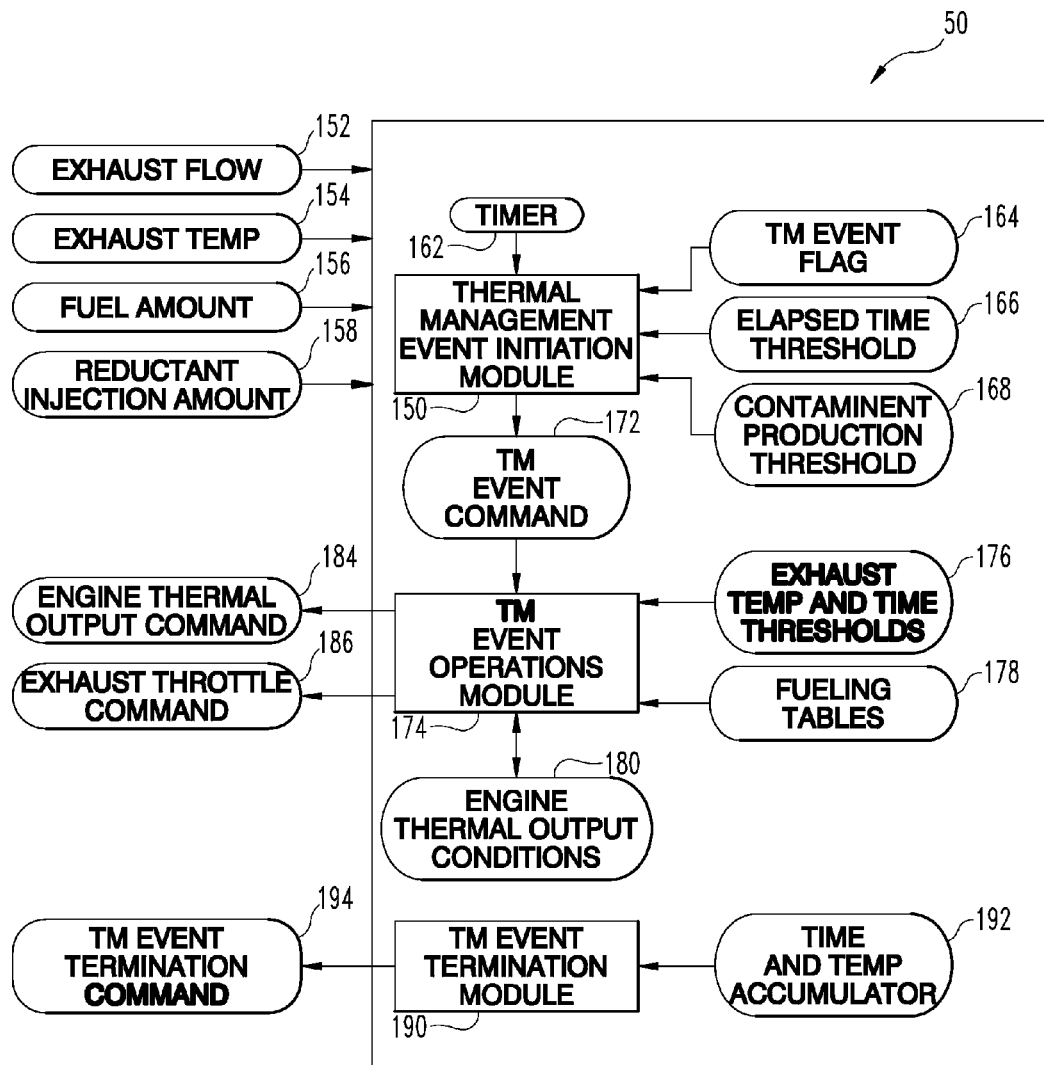 50
152
EXHAUST FLOW
154
EXHAUST TEMP
156
FUEL AMOUNT
158
REDUCTANT
INJECTION AMOUNT
TIMER
162
THERMAL
MANAGEMENT
EVENT INITIATION
MODULE
150
TM EVENT
FLAG
164
ELAPSED TIME
THRESHOLD
166
CONTAMINENT
PRODUCTION
THRESHOLD
168
172
TM
EVENT
COMMAND
184
ENGINE THERMAL
OUTPUT COMMAND
186
EXHAUST THROTTLE
COMMAND
TM
EVENT
OPERATIONS
MODULE
174
EXHAUST
TEMP AND TIME
THRESHOLDS
176
FUELING
TABLES
178
180
ENGINE
THERMAL OUTPUT
CONDITIONS
194
TM EVENT
TERMINATION
COMMAND
TM EVENT
TERMINATION
MODULE
190
TIME
AND TEMP
ACCUMULATOR
192